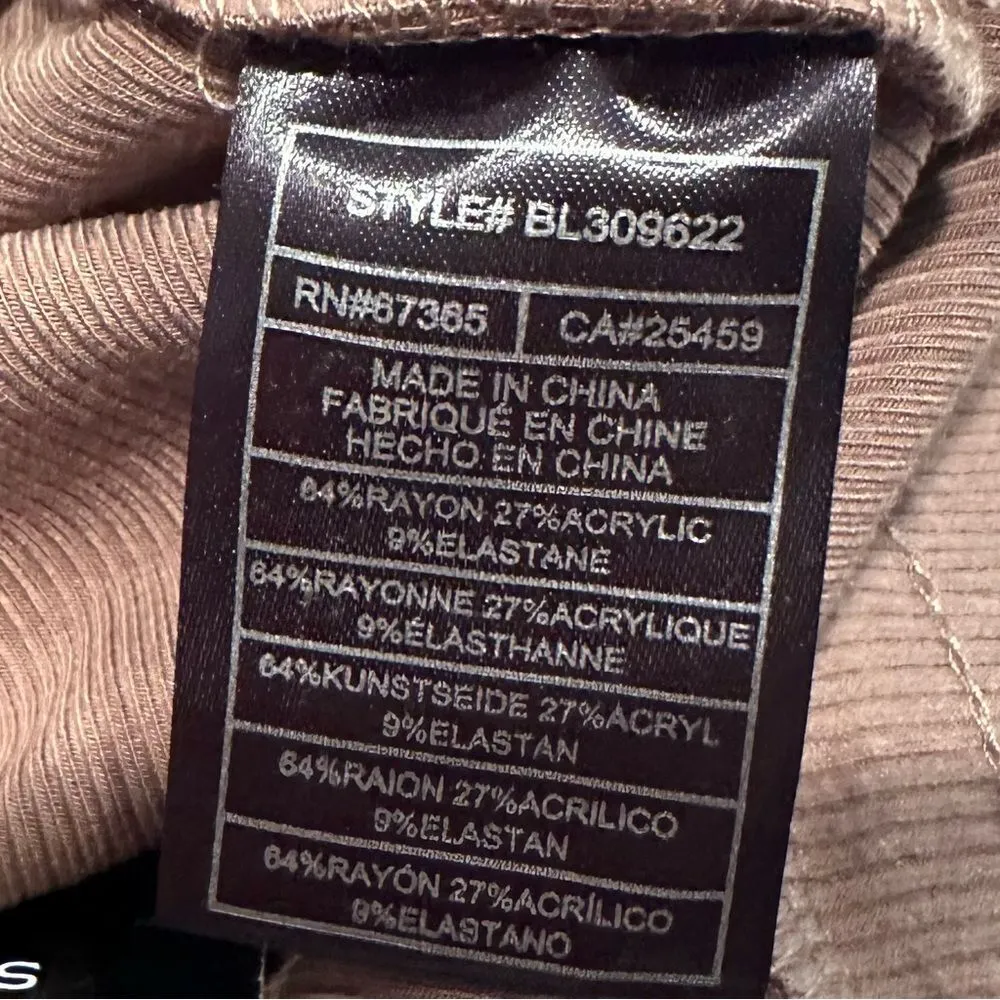 STYLE# BL309622
RN#67365
CA#25459
MADE IN CHINA
FABRIQUÉ EN CHINE
HECHO EN CHINA
64%RAYON 27%ACRYLIC
9%ELASTANE
64%RAYONNE 27%ACRYLIQUE
9%ÉLASTHANNE
64%KUNSTSEIDE 27%ACRYL
9%ELASTAN
64%RAION 27%ACRÍLICO
9%ELASTAN
64%RAYÓN 27%ACRÍLICO
9%ELASTANO
S